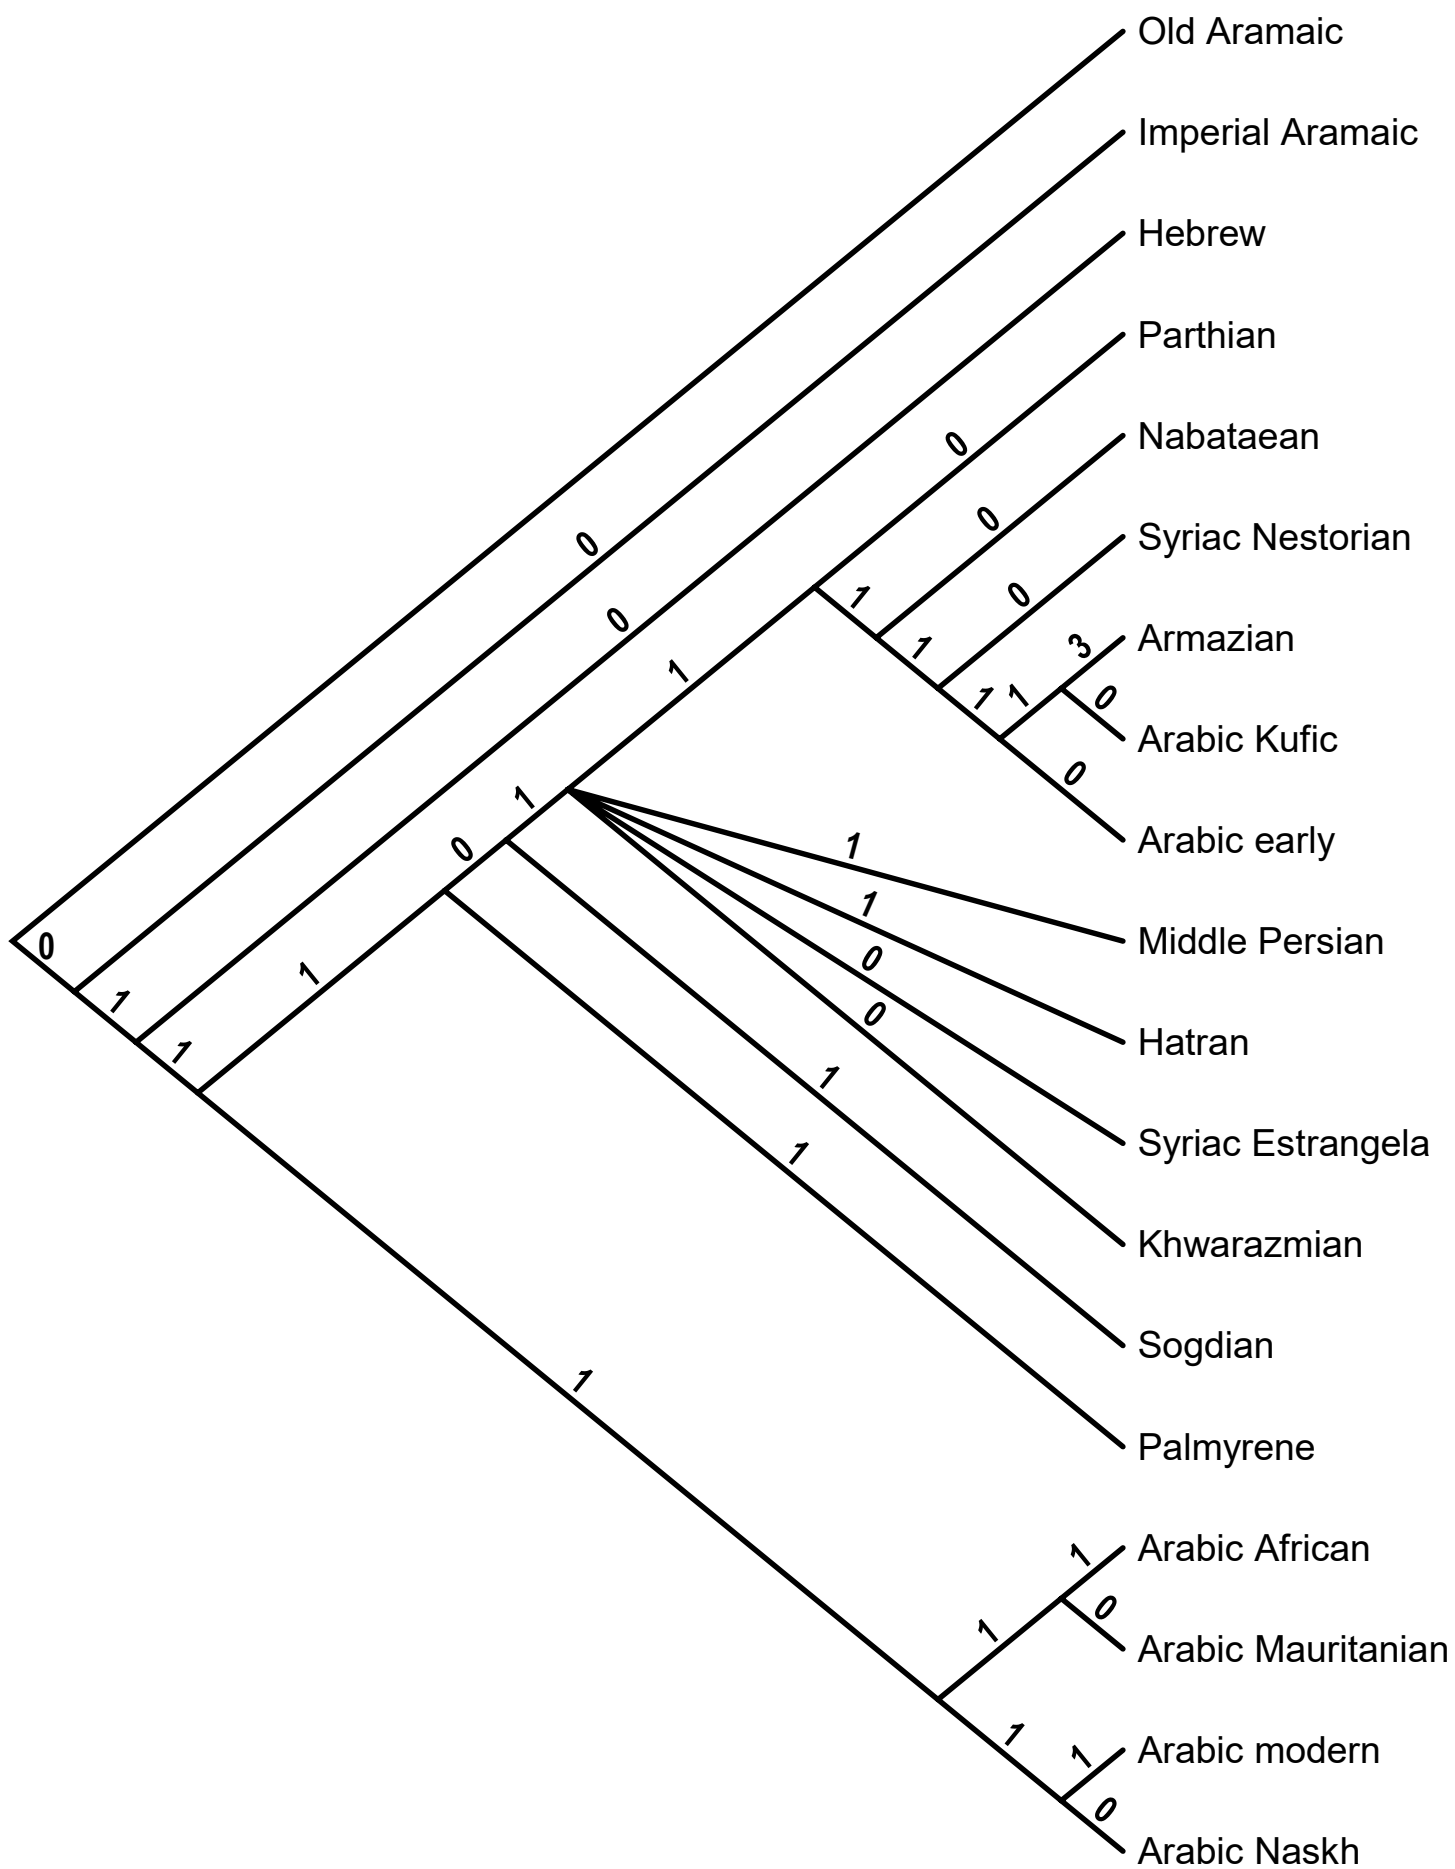 Old Aramaic
Imperial Aramaic
Hebrew
Parthian
0
Nabataean
0
Syriac Nestorian
0
0
1
Armazian
3
0
1
0
1
1
1
1
Arabic Kufic
0
1
Arabic early
0
1
Middle Persian
1
0
0
Hatran
1
0
1
1
Syriac Estrangela
1
1
Khwarazmian
Sogdian
1
Palmyrene
Arabic African
1
0
1
Arabic Mauritanian
1
Arabic modern
1
0
Arabic Naskh